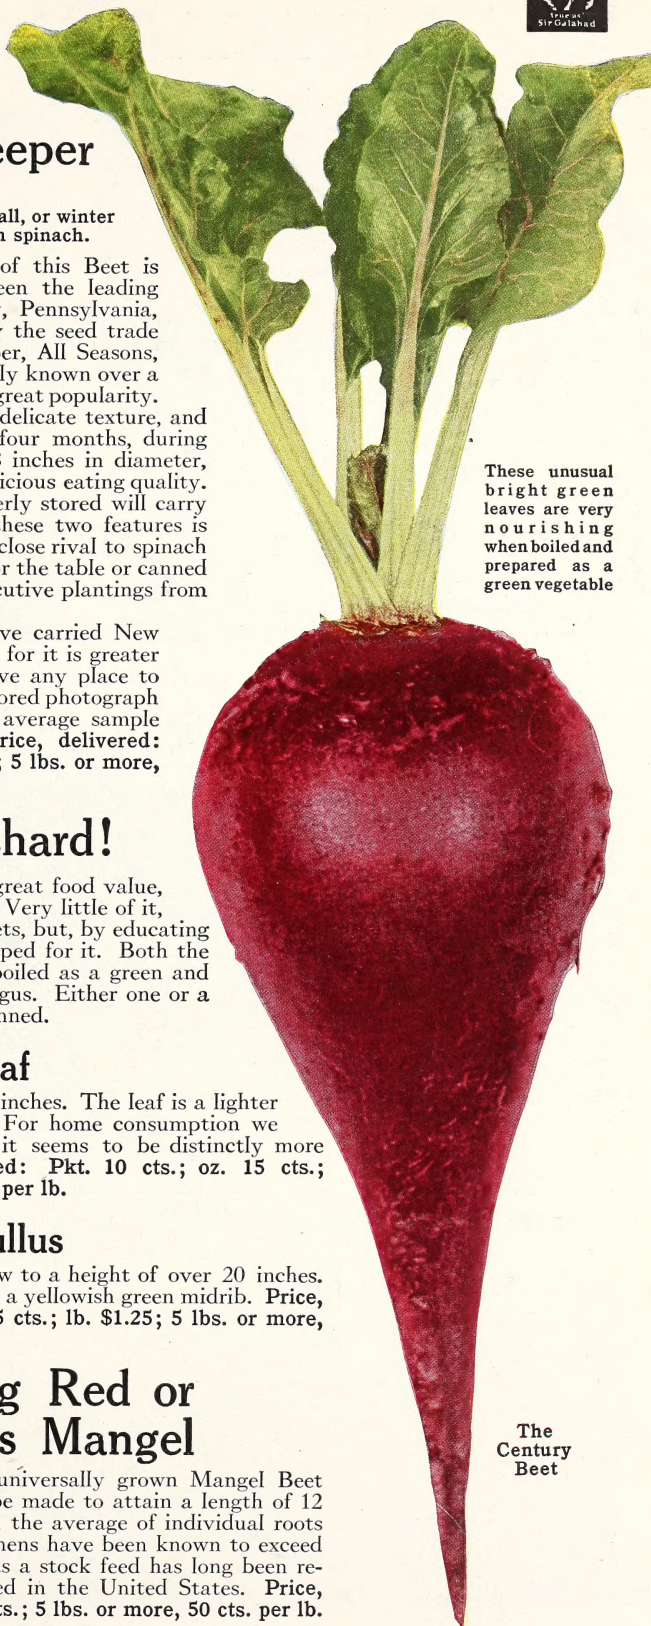 true as
Sir Galahad
eeper
all, or winter
n spinach.
of this Beet is
een the leading
, Pennsylvania,
the seed trade
er, All Seasons,
ly known over a
great popularity.
delicate texture, and
four months, during
inches in diameter,
icious eating quality.
erly stored will carry
hese two features is
close rival to spinach
or the table or canned
cutive plantings from
ve carried New
for it is greater
ve any place to
ored photograph
average sample
rice, delivered:
; 5 lbs. or more,
These unusual
bright green
leaves are very
nourishing
when boiled and
prepared as a
green vegetable
hard!
great food value,
Very little of it,
ets, but, by educating
ped for it. Both the
boiled as a green and
gus. Either one or a
nned.
af
inches. The leaf is a lighter
For home consumption we
it seems to be distinctly more
ed: Pkt. 10 cts.; oz. 15 cts.;
per lb.
ullus
w to a height of over 20 inches.
a yellowish green midrib. Price,
5 cts.; lb. $1.25; 5 lbs. or more,
g Red or
s Mangel
universally grown Mangel Beet
be made to attain a length of 12
the average of individual roots
mens have been known to exceed
s a stock feed has long been re-
ed in the United States. Price,
ts.; 5 lbs. or more, 50 cts. per lb.
The
Century
Beet